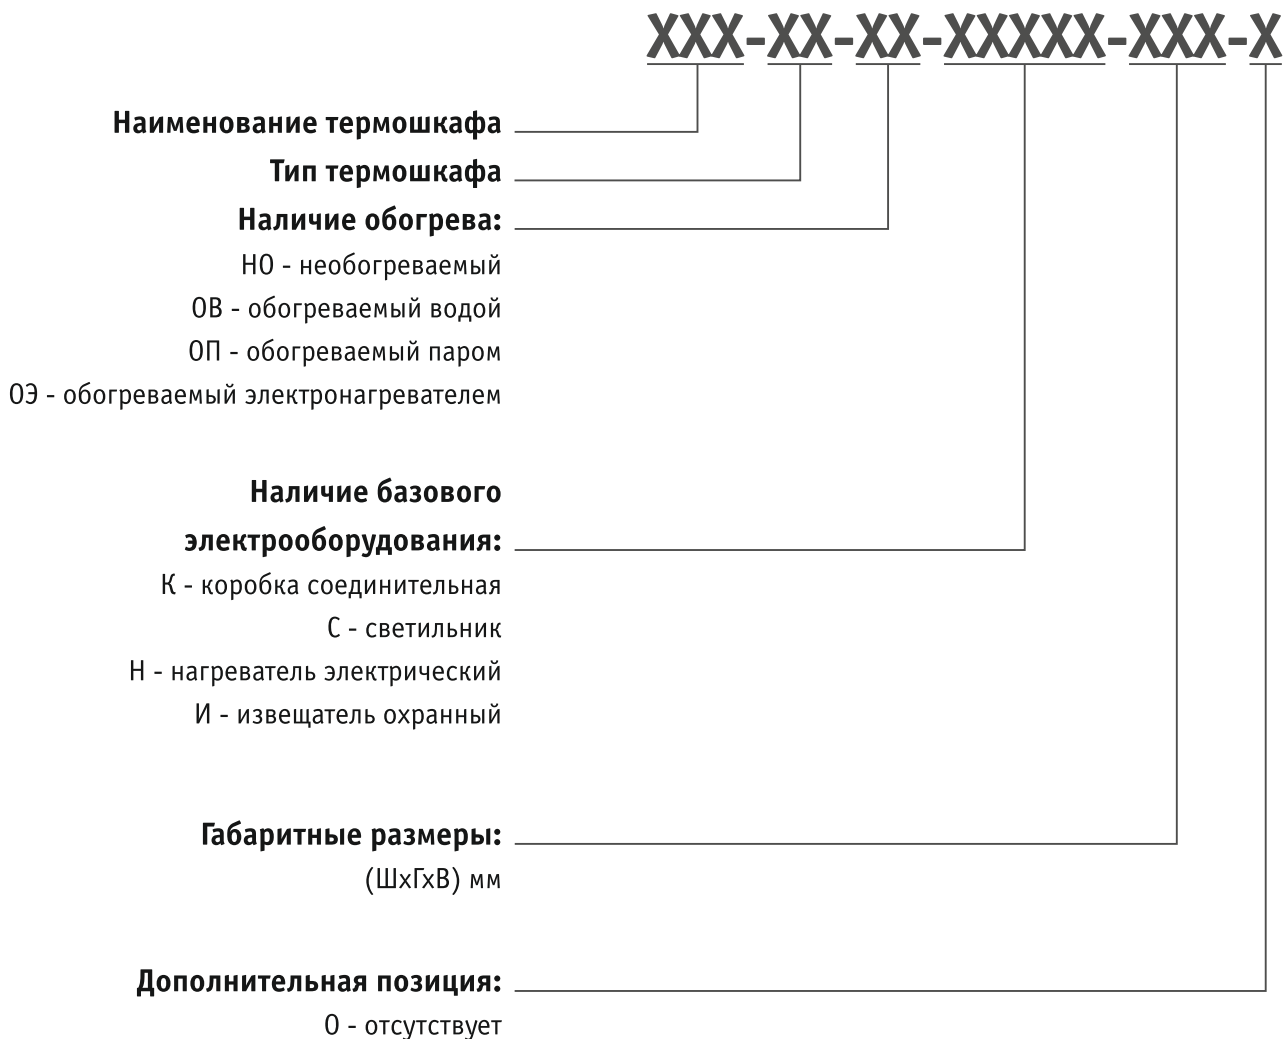 XXX-XX-XX-XXXXX-XXX-X
Наименование термошкафа
Тип термошкафа
Наличие обогрева:
НО - необогреваемый
ОВ - обогреваемый водой
ОП - обогреваемый паром
ОЭ - обогреваемый электронагревателем
Наличие базового
электрооборудования:
К - коробка соединительная
С - светильник
Н - нагреватель электрический
И - извещатель охранный
Габаритные размеры:
(ШхГхВ) мм
Дополнительная позиция:
О - отсутствует